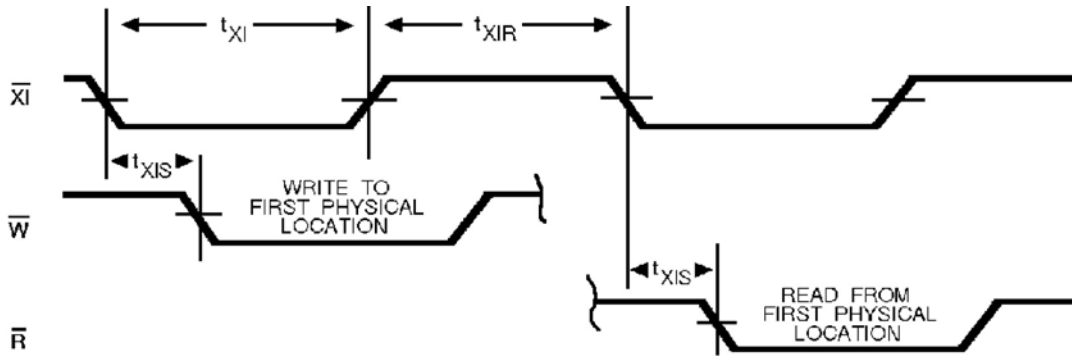 tXI
tXIR
XI
tXIS
W
WRITE TO
FIRST PHYSICAL
LOCATION
tXIS
R
READ FROM
FIRST PHYSICAL
LOCATION